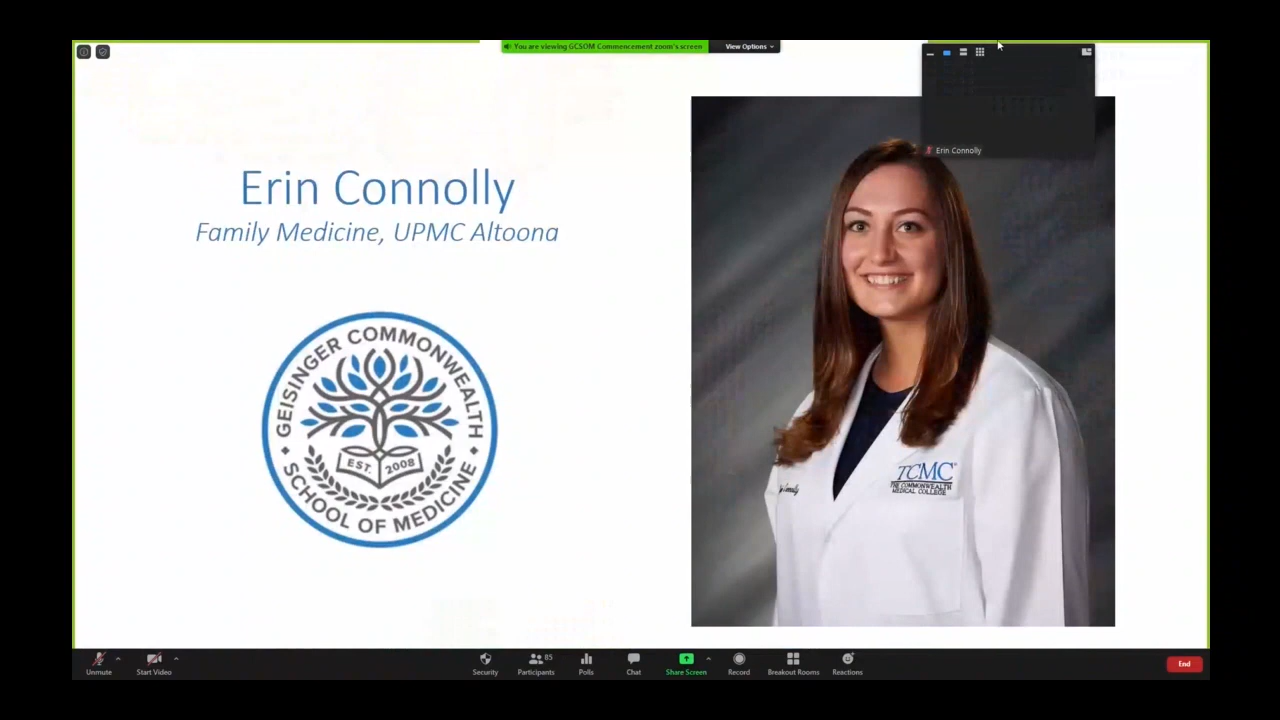 You are viewing GCSOM Commencement zoom's screen
View Options
Erin Connolly
Erin Connolly
Family Medicine, UPMC Altoona
GEISINGER COMMONWEALTH
EST. 2008
SCHOOL OF MEDICINE
TCMC
THE COMMONWEALTH
MEDICAL COLLEGE
Unmute
Start Video
Security
Participants
85
Polls
Chat
Share Screen
Record
Breakout Rooms
Reactions
End